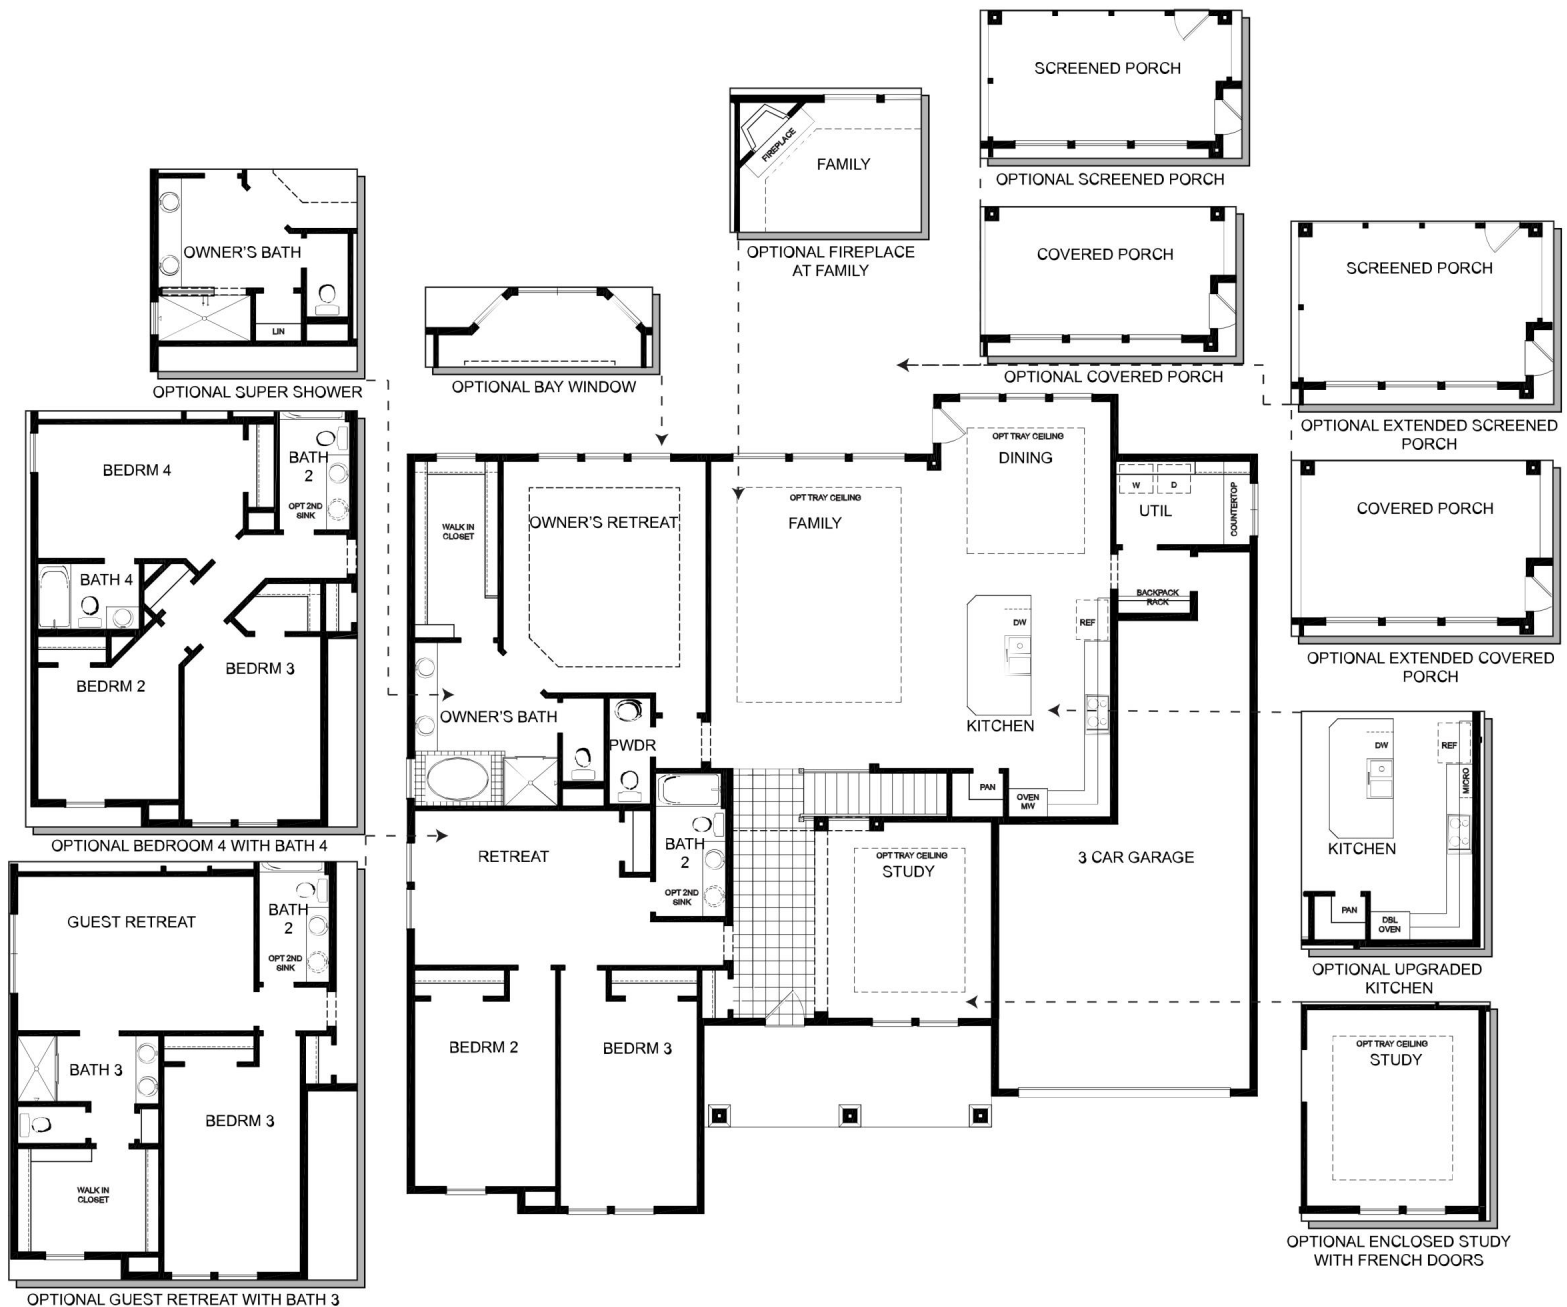 SCREENED PORCH
OPTIONAL SCREENED PORCH
FIREPLACE
FAMILY
OPTIONAL FIREPLACE
AT FAMILY
COVERED PORCH
OPTIONAL COVERED PORCH
SCREENED PORCH
OPTIONAL EXTENDED SCREENED
PORCH
COVERED PORCH
OPTIONAL EXTENDED COVERED
PORCH
OWNER'S BATH
LIN
OPTIONAL SUPER SHOWER
OPTIONAL BAY WINDOW
BEDRM 4
BATH
2
OPT 2ND
SINK
BATH 4
BEDRM 2
BEDRM 3
OPTIONAL BEDROOM 4 WITH BATH 4
GUEST RETREAT
BATH
2
OPT 2ND
SINK
BATH 3
BEDRM 3
WALK IN
CLOSET
OPTIONAL GUEST RETREAT WITH BATH 3
WALK IN
CLOSET
OWNER'S RETREAT
OPT TRAY CEILING
FAMILY
OPT TRAY CEILING
DINING
W
D
UTIL
COUNTERTOP
BACKPACK
RACK
DW
REF
KITCHEN
OWNER'S BATH
PWDR
PAN
OVEN
MW
RETREAT
BATH
2
OPT 2ND
SINK
OPT TRAY CEILING
STUDY
3 CAR GARAGE
BEDRM 2
BEDRM 3
DW
REF
MICRO
KITCHEN
PAN
DBL
OVEN
OPTIONAL UPGRADED
KITCHEN
OPT TRAY CEILING
STUDY
OPTIONAL ENCLOSED STUDY
WITH FRENCH DOORS